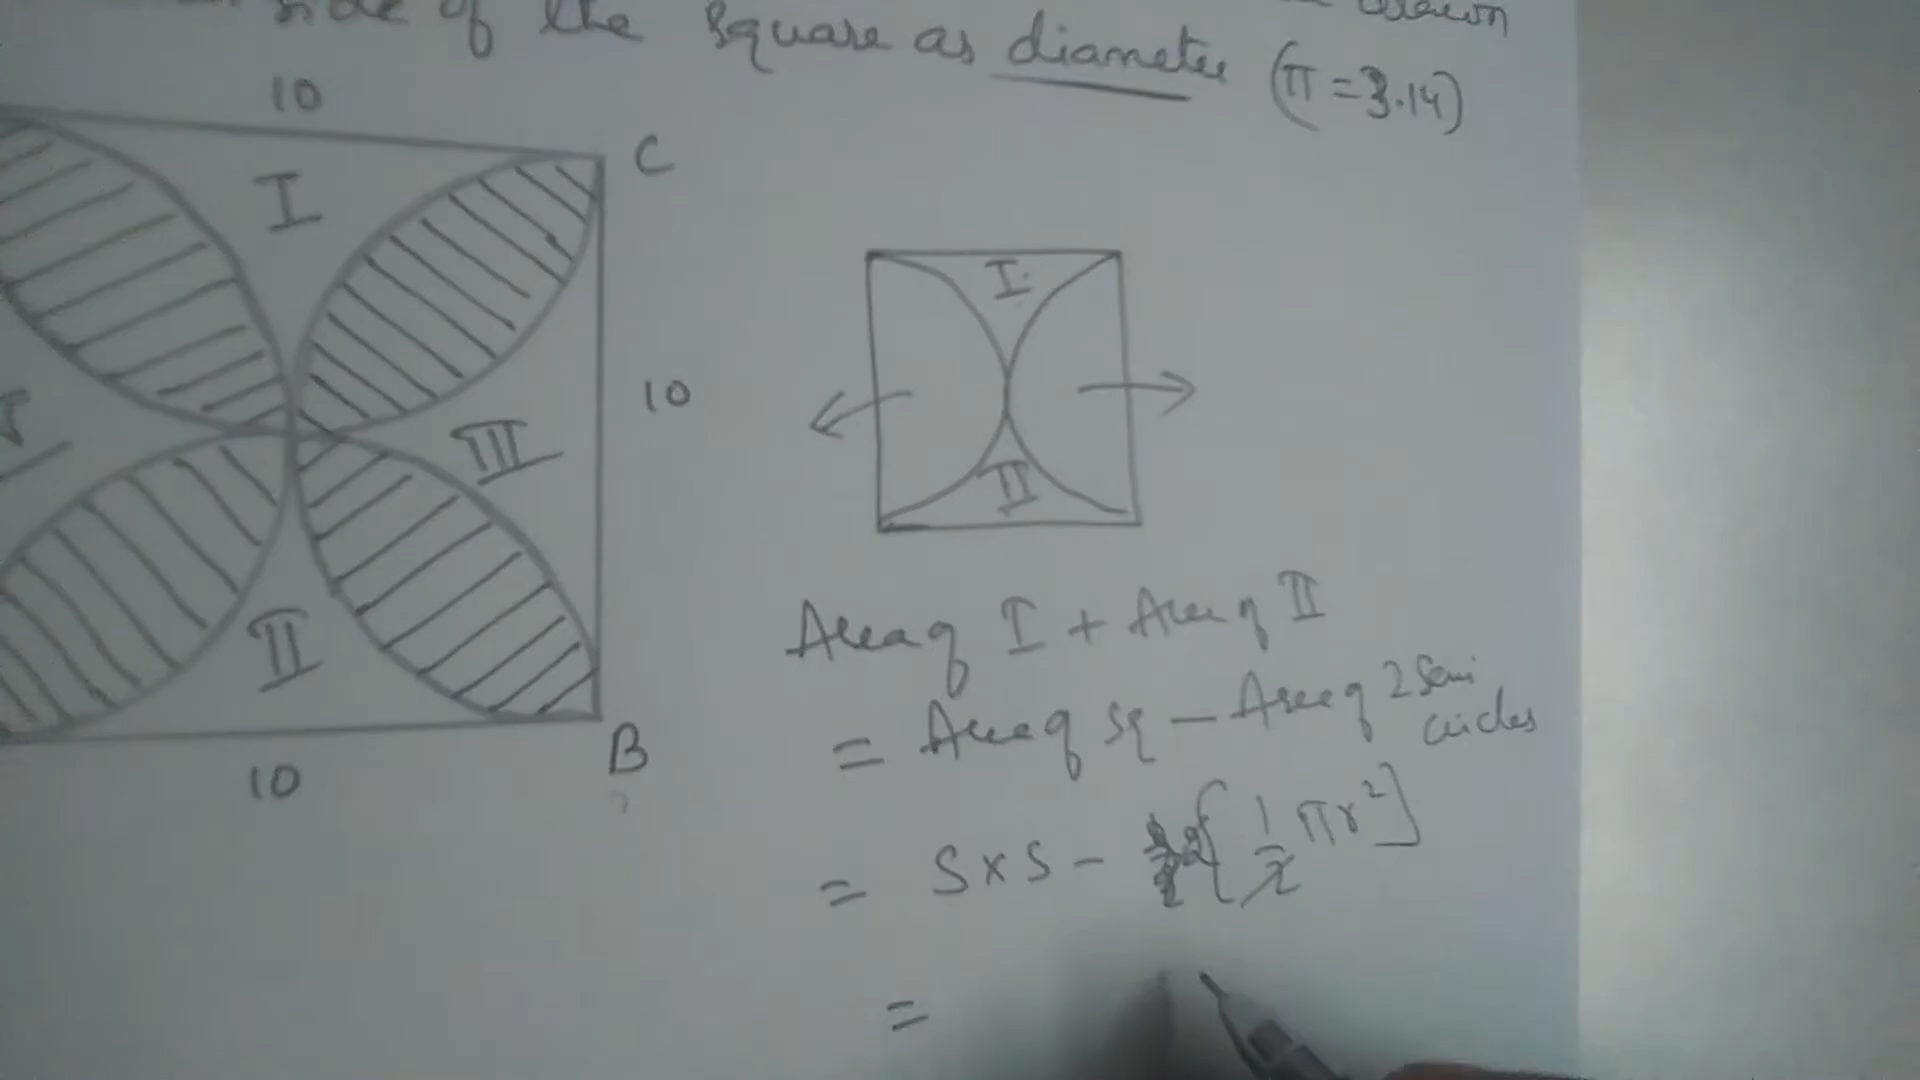 side of the square as diameter (π = 3.14)
10
C
I
10
III
II
B
10
I
II
Area of I + Area of II
= Area of sq – Area of 2 Semi circles
= S x S - 2[ 1/2 πr² ]
=